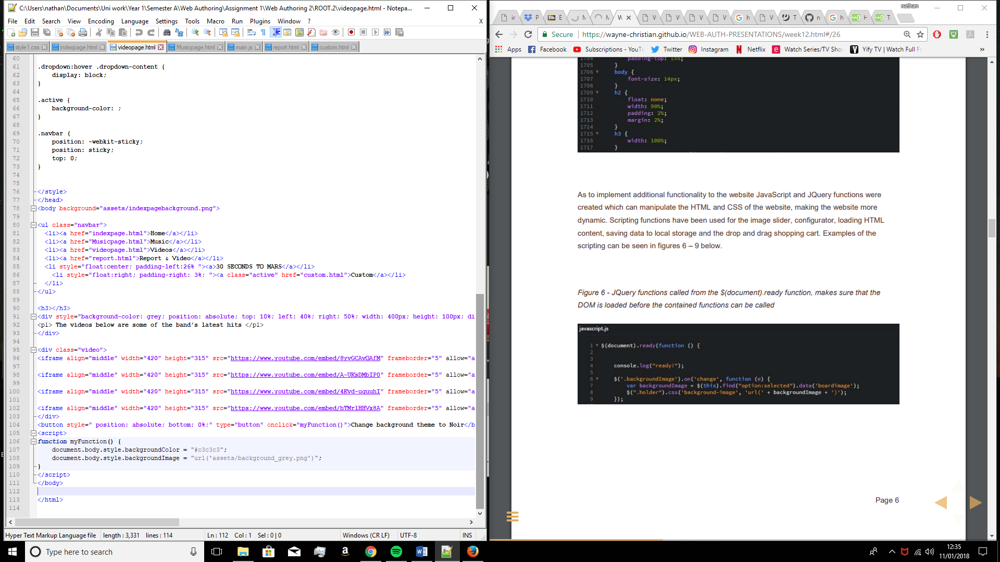 C:\Users\nathan\Documents\Uni work\Year 1\Semester A\Web Authoring\Assignment 1\Web Authoring 2\ROOT.2\videopage.html - Notepa...
File Edit Search View Encoding Language Settings Tools Macro Run Plugins Window ? X
style1.css indexpage.html videopage.html Musicpage.html main.js report.html custom.html
60
61 .dropdown:hover .dropdown-content {
62 display: block;
63 }
64
65 .active {
66 background-color: ;
67 }
68
69 .navbar {
70 position: -webkit-sticky;
71 position: sticky;
72 top: 0;
73 }
74
75
76 </style>
77 </head>
78 <body background="assets/indexpagebackground.png">
79
80 <ul class="navbar">
81 <li><a href="indexpage.html">Home</a></li>
82 <li><a href="Musicpage.html">Music</a></li>
83 <li><a href="videopage.html">Videos</a></li>
84 <li><a href="report.html">Report & Video</a></li>
85 <li style="float:center; padding-left:26% "><a>30 SECONDS TO MARS</a></li>
86 <li style="float:right; padding-right: 3%; "><a class="active" href="custom.html">Custom</a></li>
87 </li>
88 </ul>
89
90 <h3></h3>
91 <div style="background-color: grey; position: absolute; top: 10%; left: 40%; right: 50%; width: 400px; height: 100px; di
92 <p1> The videos below are some of the band's latest hits </p1>
93 </div>
94
95 <div class="video">
96 <iframe align="middle" width="420" height="315" src="https://www.youtube.com/embed/8yvGCAvOAfM" frameborder="5" allow="a
97
98 <iframe align="middle" width="420" height="315" src="https://www.youtube.com/embed/A-UKsDMbIP0" frameborder="5" allow="a
99
100 <iframe align="middle" width="420" height="315" src="https://www.youtube.com/embed/4Kvd-uquuhI" frameborder="5" allow="a
101
102 <iframe align="middle" width="420" height="315" src="https://www.youtube.com/embed/hTMrlHHVx8A" frameborder="5" allow="a
103 </div>
104 <button style=" position: absolute; bottom: 0%;" type="button" onclick="myFunction()">Change background theme to Noir</b
105 <script>
106 function myFunction() {
107 document.body.style.backgroundColor = "#c3c3c3";
108 document.body.style.backgroundImage = "url('assets/background_grey.png')";
109 }
110 </script>
111 </body>
112
113 </html>
114
Hyper Text Markup Language file length : 3,331 lines : 114 Ln : 112 Col : 1 Sel : 0 | 0 Windows (CR LF) UTF-8 INS
nathan
Secure https://wayne-christian.github.io/WEB-AUTH-PRESENTATIONS/week12.html#/26
Apps Facebook Subscriptions - YouTu Twitter Instagram Netflix Watch Series/TV Sho Yify TV | Watch Full F
1704 padding-top: 15%;
1705 }
1706 body {
1707 font-size: 14px;
1708 }
1709 h2 {
1710 float: none;
1711 width: 90%;
1712 padding: 2%;
1713 margin: 2%;
1714 }
1715 h3 {
1716 width: 100%;
1717 }
As to implement additional functionality to the website JavaScript and JQuery functions were
created which can manipulate the HTML and CSS of the website, making the website more
dynamic. Scripting functions have been used for the image slider, configurator, loading HTML
content, saving data to local storage and the drop and drag shopping cart. Examples of the
scripting can be seen in figures 6 – 9 below.
Figure 6 - JQuery functions called from the $(document).ready function, makes sure that the
DOM is loaded before the contained functions can be called
javascript.js
1 $(document).ready(function () {
2
3
4 console.log("ready!");
5
6 $('.backgroundImage').on('change', function (e) {
7 var backgroundImage = $(this).find("option:selected").data('boardimage');
8 $(".holder").css('background-image', 'url(' + backgroundImage + ')');
9 });
Page 6
Type here to search
12:35
11/01/2018